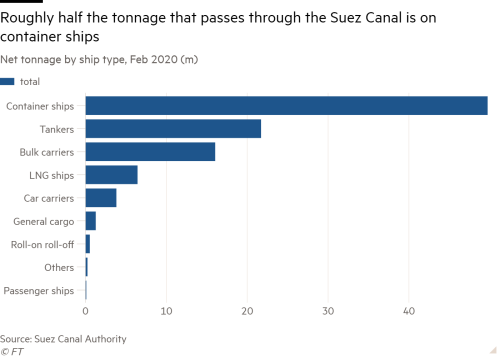 Roughly half the tonnage that passes through the Suez Canal is on
container ships
Net tonnage by ship type, Feb 2020 (m)
total
Container ships
Tankers
Bulk carriers
LNG ships
Car carriers
General cargo
Roll-on roll-off
Others
Passenger ships
0 10 20 30 40
Source: Suez Canal Authority
© FT